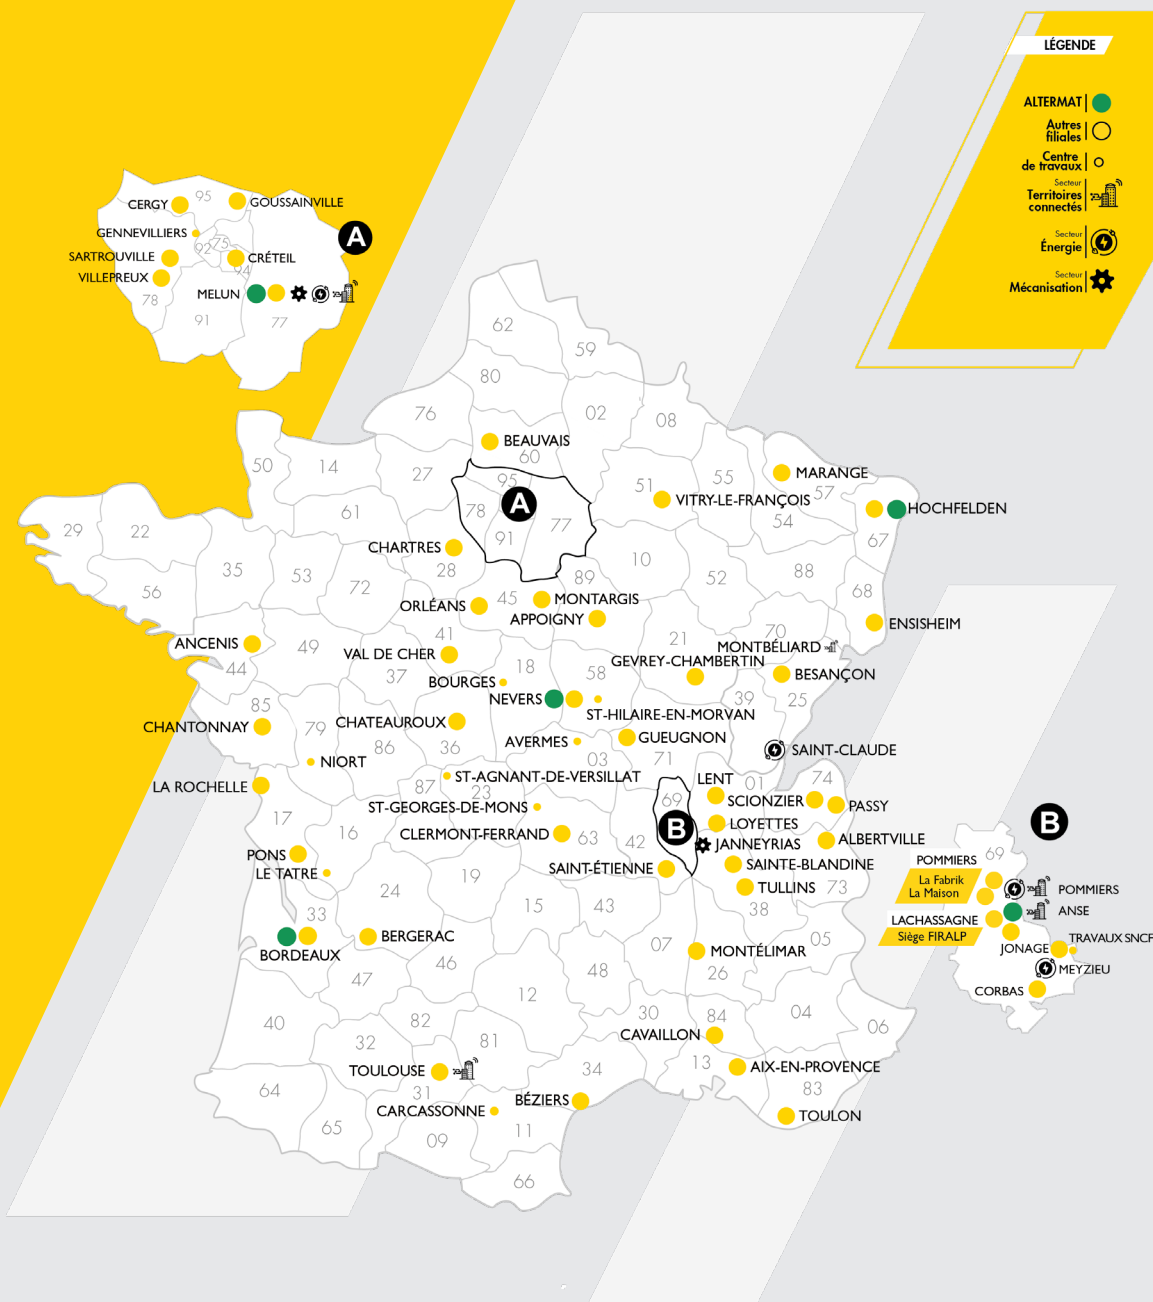 LÉGENDE
ALTERMAT
Autres
filiales
Centre
de travaux
Secteur
Territoires
connectés
Secteur
Énergie
Secteur
Mécanisation
CERGY
95
GOUSSAINVILLE
GENNEVILLIERS
92
75
A
SARTROUVILLE
CRÉTEIL
94
VILLEPREUX
78
MELUN
91
77
62
59
80
76
02
08
BEAUVAIS
60
50
14
27
51
55
MARANGE
57
95
78
A
77
91
VITRY-LE-FRANÇOIS
54
HOCHFELDEN
67
29
22
61
CHARTRES
28
10
35
53
72
56
89
52
88
68
ORLÉANS
45
MONTARGIS
APPOIGNY
ENSISHEIM
ANCENIS
44
49
41
VAL DE CHER
21
70
MONTBÉLIARD
GEVREY-CHAMBERTIN
37
18
58
BESANÇON
BOURGES
NEVERS
39
25
85
CHANTONNAY
79
CHATEAUROUX
ST-HILAIRE-EN-MORVAN
86
36
AVERMES
GUEUGNON
SAINT-CLAUDE
NIORT
03
71
LA ROCHELLE
87
ST-AGNANT-DE-VERSILLAT
23
LENT
01
74
69
SCIONZIER
PASSY
17
ST-GEORGES-DE-MONS
16
B
LOYETTES
CLERMONT-FERRAND
63
42
JANNEYRIAS
ALBERTVILLE
PONS
LE TATRE
SAINT-ÉTIENNE
SAINTE-BLANDINE
24
19
TULLINS
73
15
43
38
33
BORDEAUX
BERGERAC
07
MONTÉLIMAR
05
46
47
48
26
12
40
82
30
84
04
32
81
CAVAILLON
06
TOULOUSE
34
13
AIX-EN-PROVENCE
64
31
BÉZIERS
83
CARCASSONNE
TOULON
65
09
11
66
B
69
POMMIERS
La Fabrik
La Maison
POMMIERS
ANSE
LACHASSAGNE
Siège FIRALP
JONAGE
TRAVAUX SNCF
MEYZIEU
CORBAS